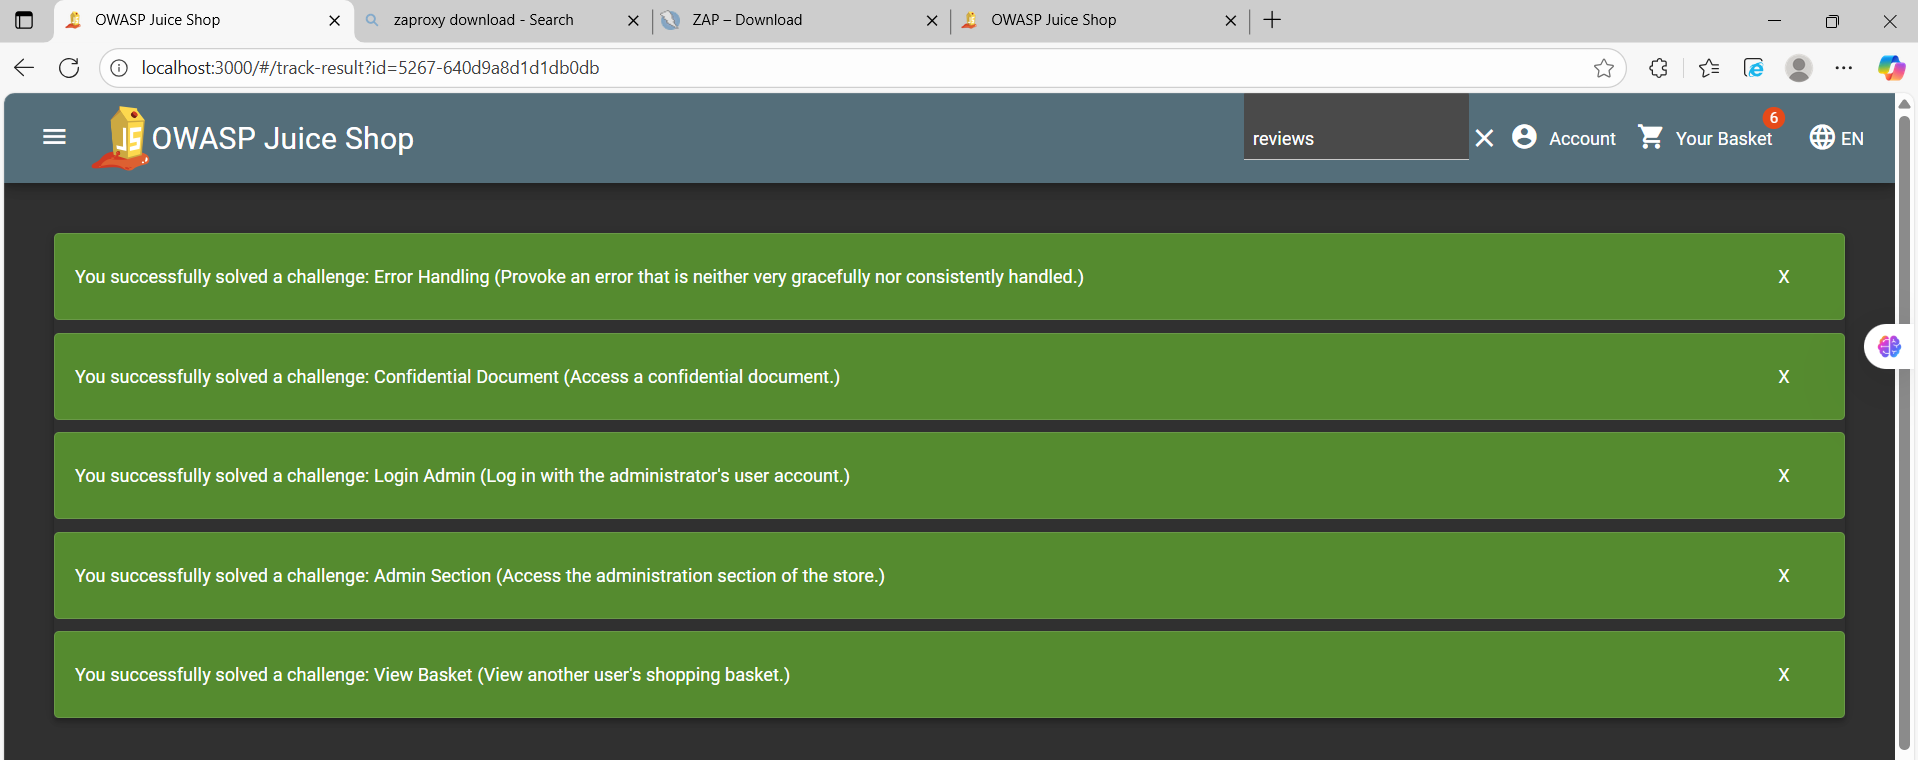 OWASP Juice Shop
zaproxy download - Search
ZAP – Download
OWASP Juice Shop
localhost:3000/#/track-result?id=5267-640d9a8d1d1db0db
JS
OWASP Juice Shop
reviews
Account
Your Basket
6
EN
You successfully solved a challenge: Error Handling (Provoke an error that is neither very gracefully nor consistently handled.)
X
You successfully solved a challenge: Confidential Document (Access a confidential document.)
X
You successfully solved a challenge: Login Admin (Log in with the administrator's user account.)
X
You successfully solved a challenge: Admin Section (Access the administration section of the store.)
X
You successfully solved a challenge: View Basket (View another user's shopping basket.)
X